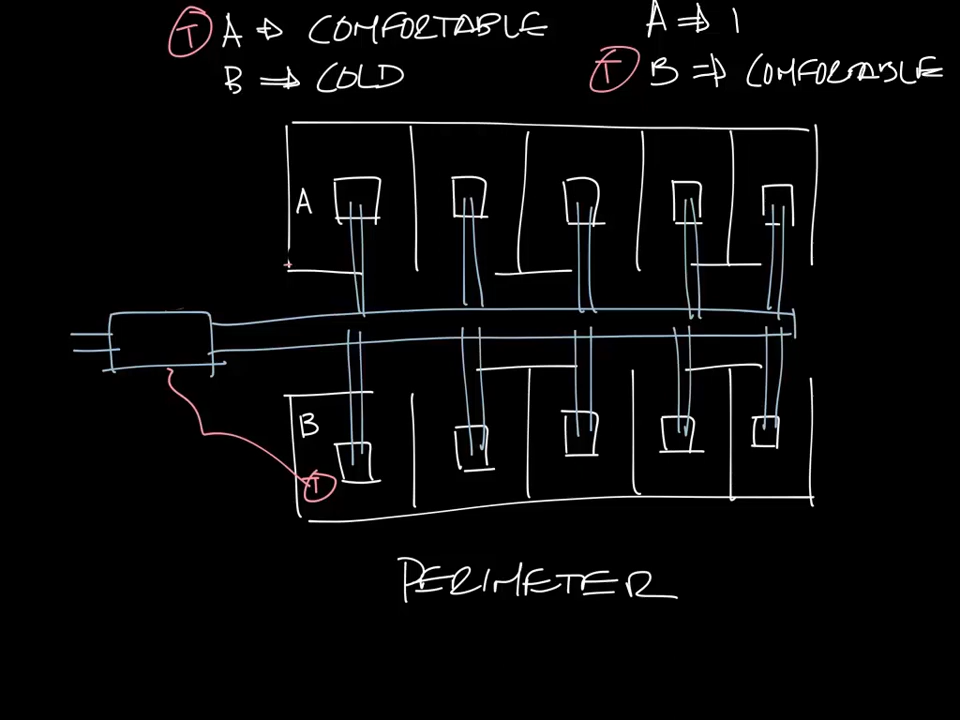 T A ⇒ COMFORTABLE
B ⇒ COLD
A ⇒ I
T B ⇒ COMFORTABLE
A
B
T
PERIMETER